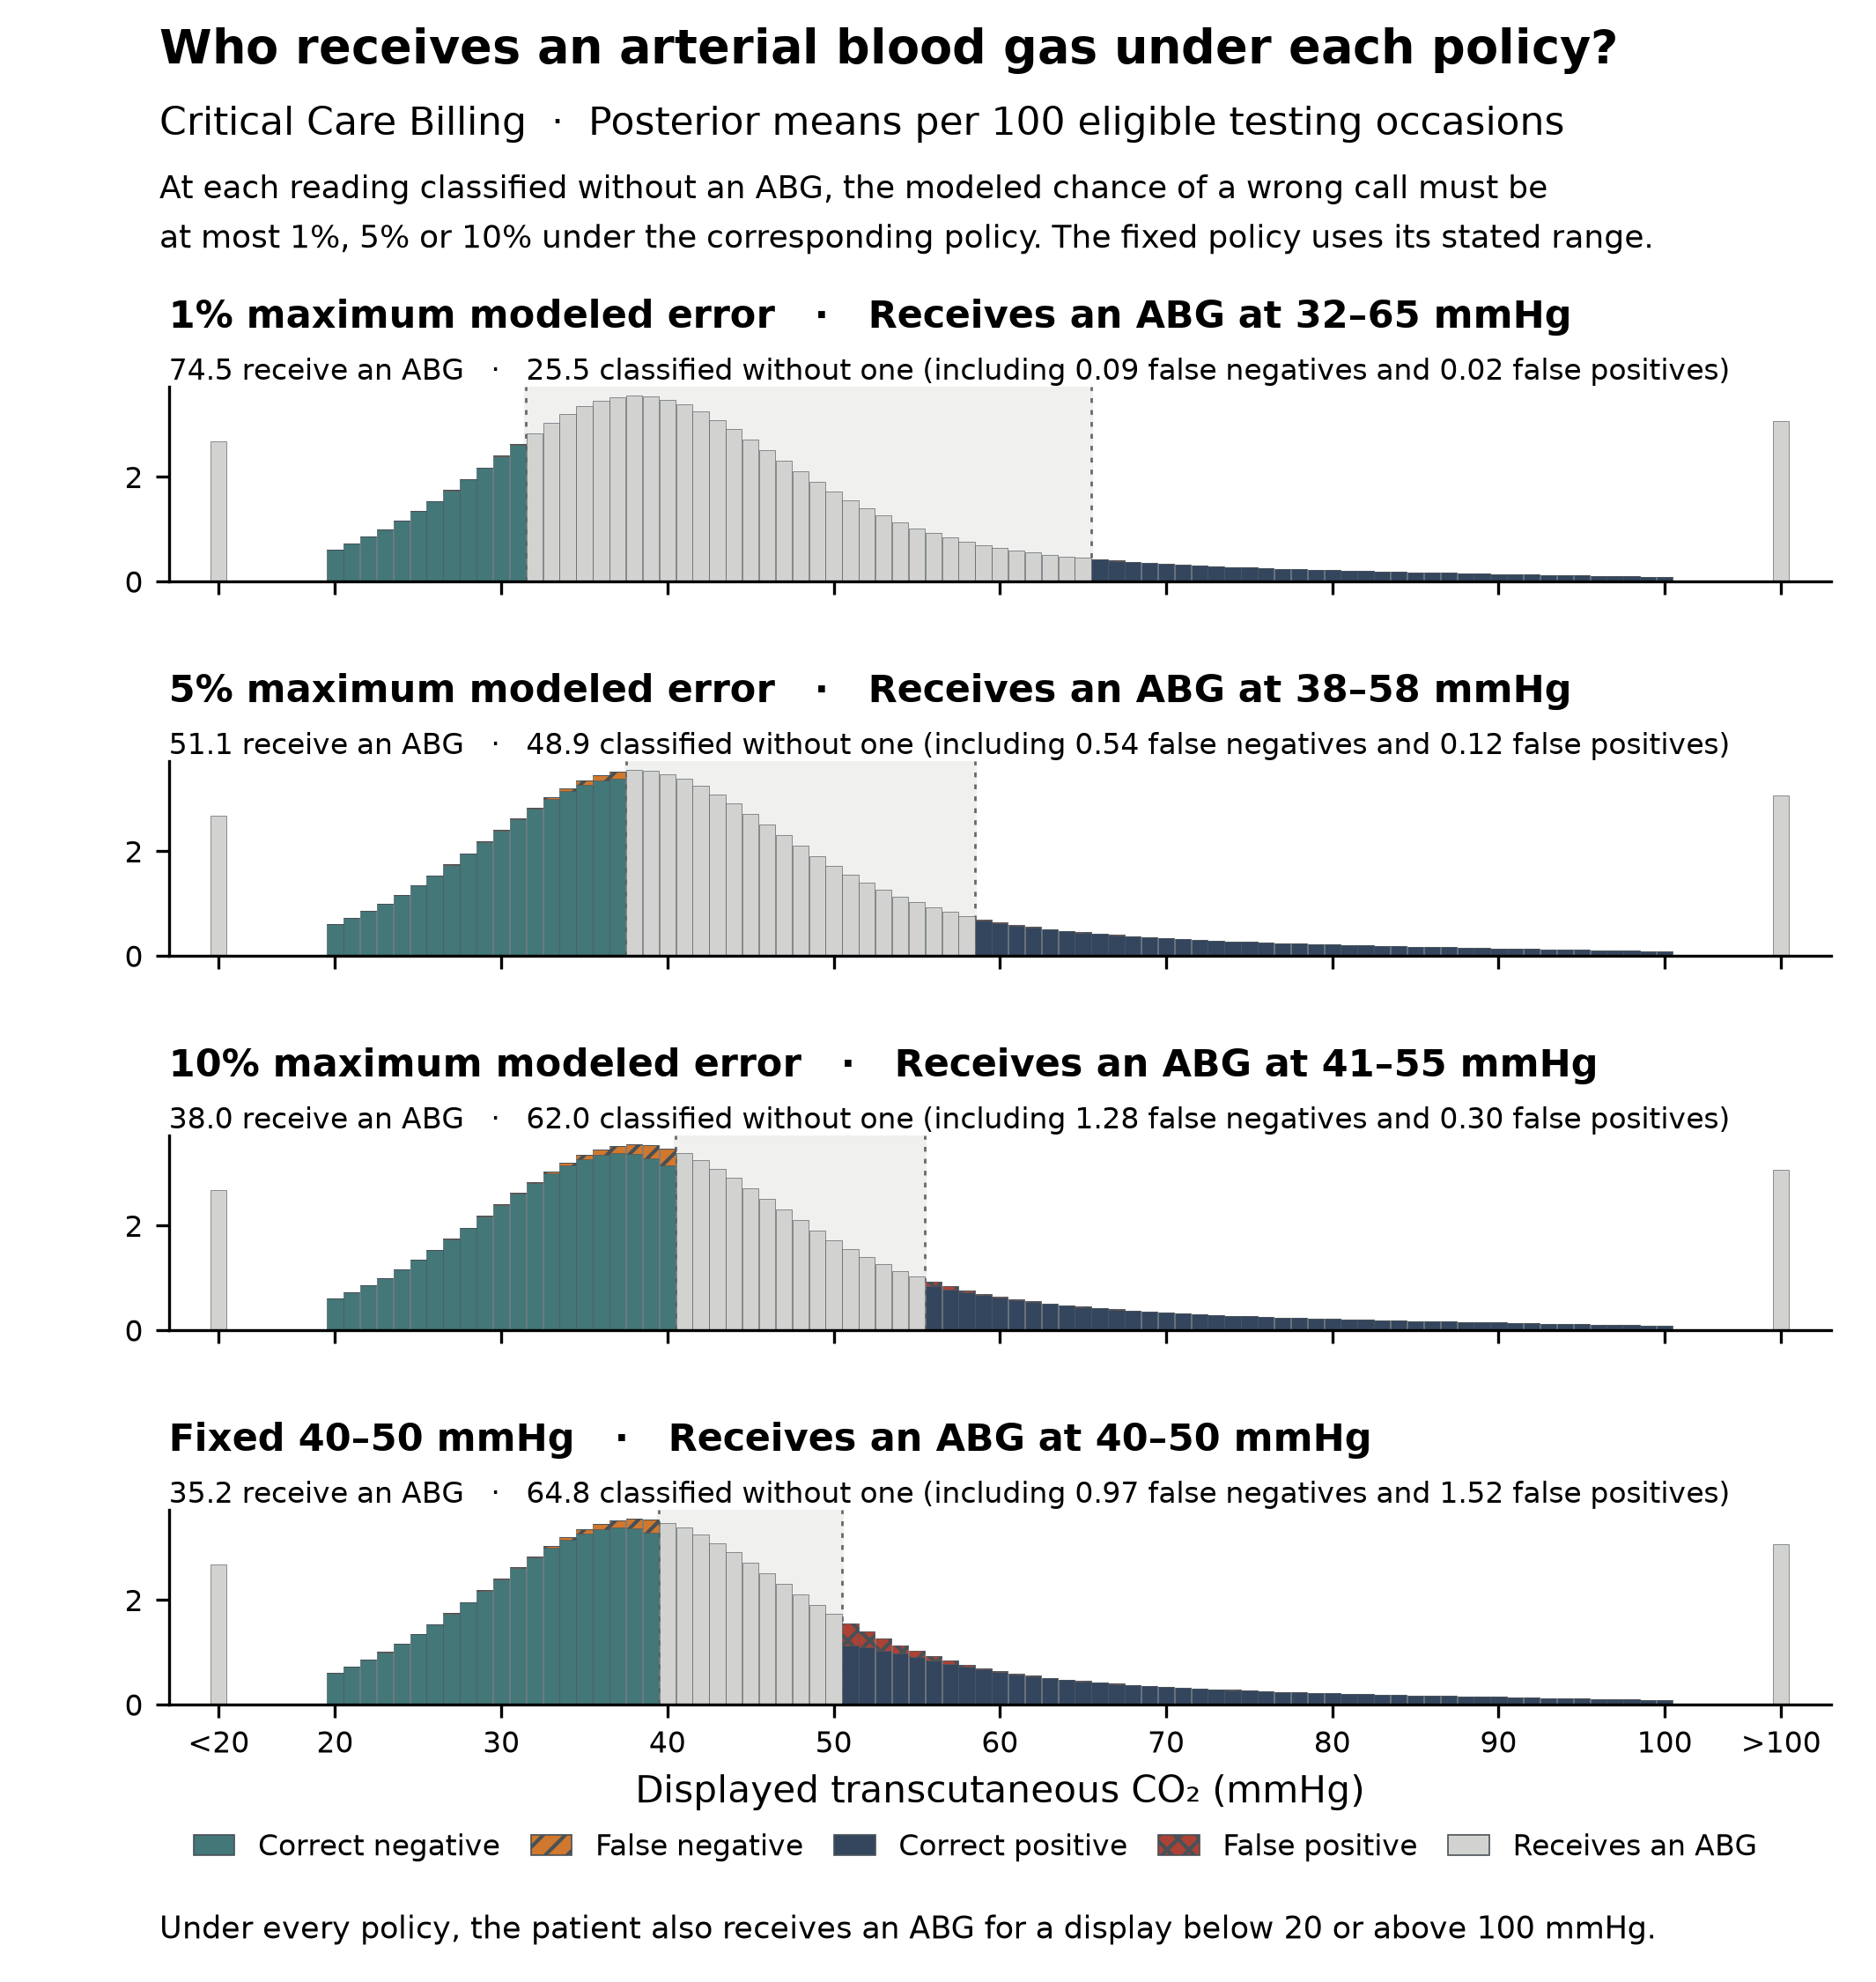 Who receives an arterial blood gas under each policy?
Critical Care Billing · Posterior means per 100 eligible testing occasions
At each reading classified without an ABG, the modeled chance of a wrong call must be
at most 1%, 5% or 10% under the corresponding policy. The fixed policy uses its stated range.
1% maximum modeled error · Receives an ABG at 32–65 mmHg
74.5 receive an ABG · 25.5 classified without one (including 0.09 false negatives and 0.02 false positives)
2
0
5% maximum modeled error · Receives an ABG at 38–58 mmHg
51.1 receive an ABG · 48.9 classified without one (including 0.54 false negatives and 0.12 false positives)
2
0
10% maximum modeled error · Receives an ABG at 41–55 mmHg
38.0 receive an ABG · 62.0 classified without one (including 1.28 false negatives and 0.30 false positives)
2
0
Fixed 40–50 mmHg · Receives an ABG at 40–50 mmHg
35.2 receive an ABG · 64.8 classified without one (including 0.97 false negatives and 1.52 false positives)
2
0
<20 20 30 40 50 60 70 80 90 100 >100
Displayed transcutaneous CO₂ (mmHg)
Correct negative False negative Correct positive False positive Receives an ABG
Under every policy, the patient also receives an ABG for a display below 20 or above 100 mmHg.